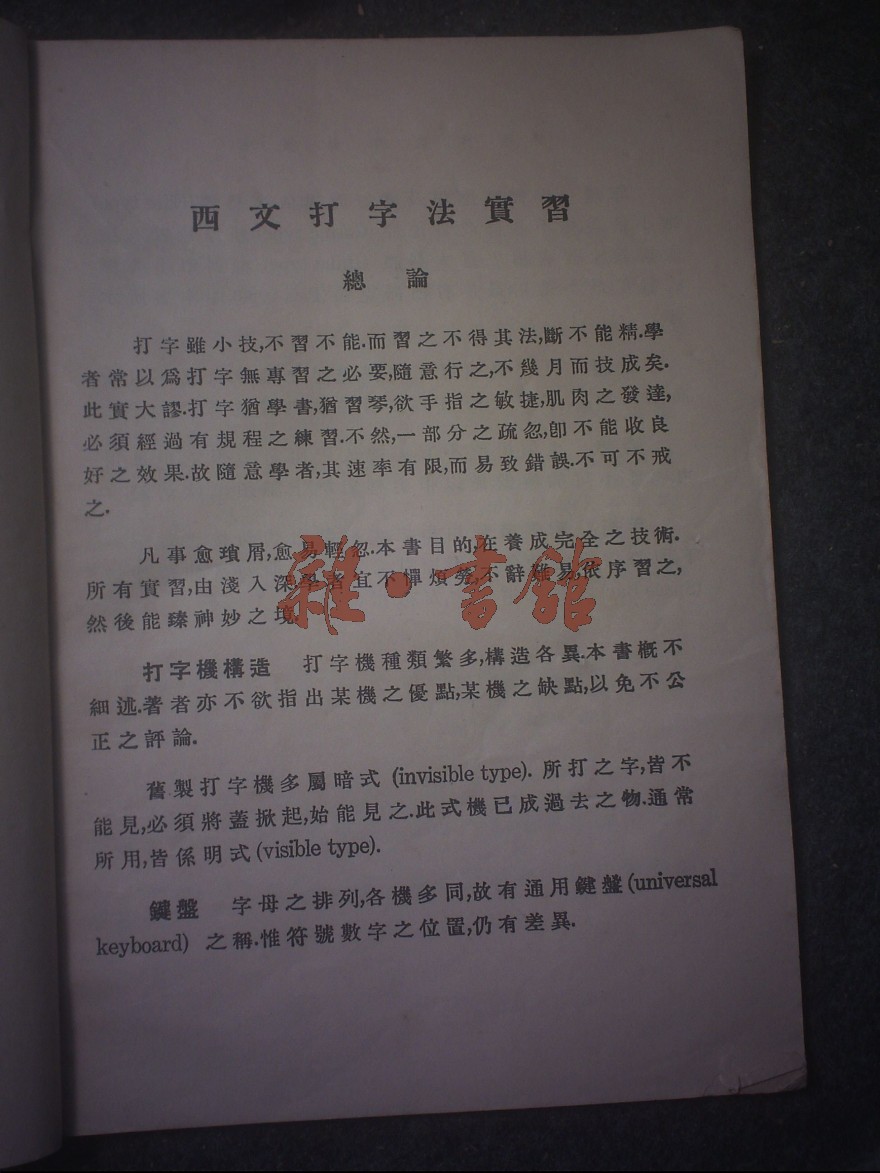 西文打字法實習
總論
打字雖小技,不習不能.而習之不得其法,斷不能精.學
者常以爲打字無專習之必要,隨意行之,不幾月而技成矣.
此實大謬.打字猶學書,猶習琴,欲手指之敏捷,肌肉之發達,
必須經過有規程之練習.不然,一部分之疏忽,卽不能收良
好之效果.故隨意學者,其速率有限,而易致錯誤.不可不戒
之.
凡事愈瑣屑,愈易輕忽.本書目的,在養成完全之技術.
所有實習,由淺入深,學者宜不憚煩勞,不辭難易,依序習之,
然後能臻神妙之境.
雜·書館
打字機構造 打字機種類繁多,構造各異.本書槪不
細述.著者亦不欲指出某機之優點,某機之缺點,以免不公
正之評論.
舊製打字機多屬暗式 (invisible type). 所打之字,皆不
能見,必須將蓋掀起,始能見之.此式機已成過去之物.通常
所用,皆係明式 (visible type).
鍵盤 字母之排列,各機多同,故有通用鍵盤 (universal
keyboard) 之稱.惟符號數字之位置,仍有差異.